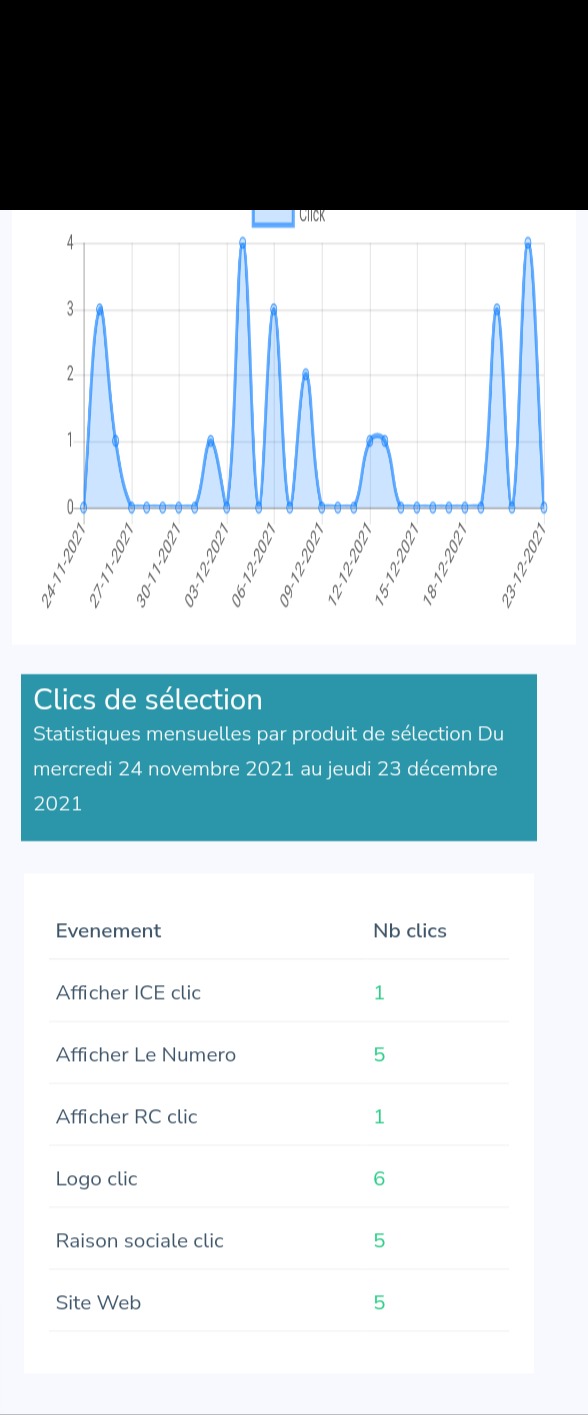 Click
4
3
2
1
0
24-11-2021
27-11-2021
30-11-2021
03-12-2021
06-12-2021
09-12-2021
12-12-2021
15-12-2021
18-12-2021
23-12-2021
Clics de sélection
Statistiques mensuelles par produit de sélection Du
mercredi 24 novembre 2021 au jeudi 23 décembre
2021
Evenement Nb clics
Afficher ICE clic 1
Afficher Le Numero 5
Afficher RC clic 1
Logo clic 6
Raison sociale clic 5
Site Web 5